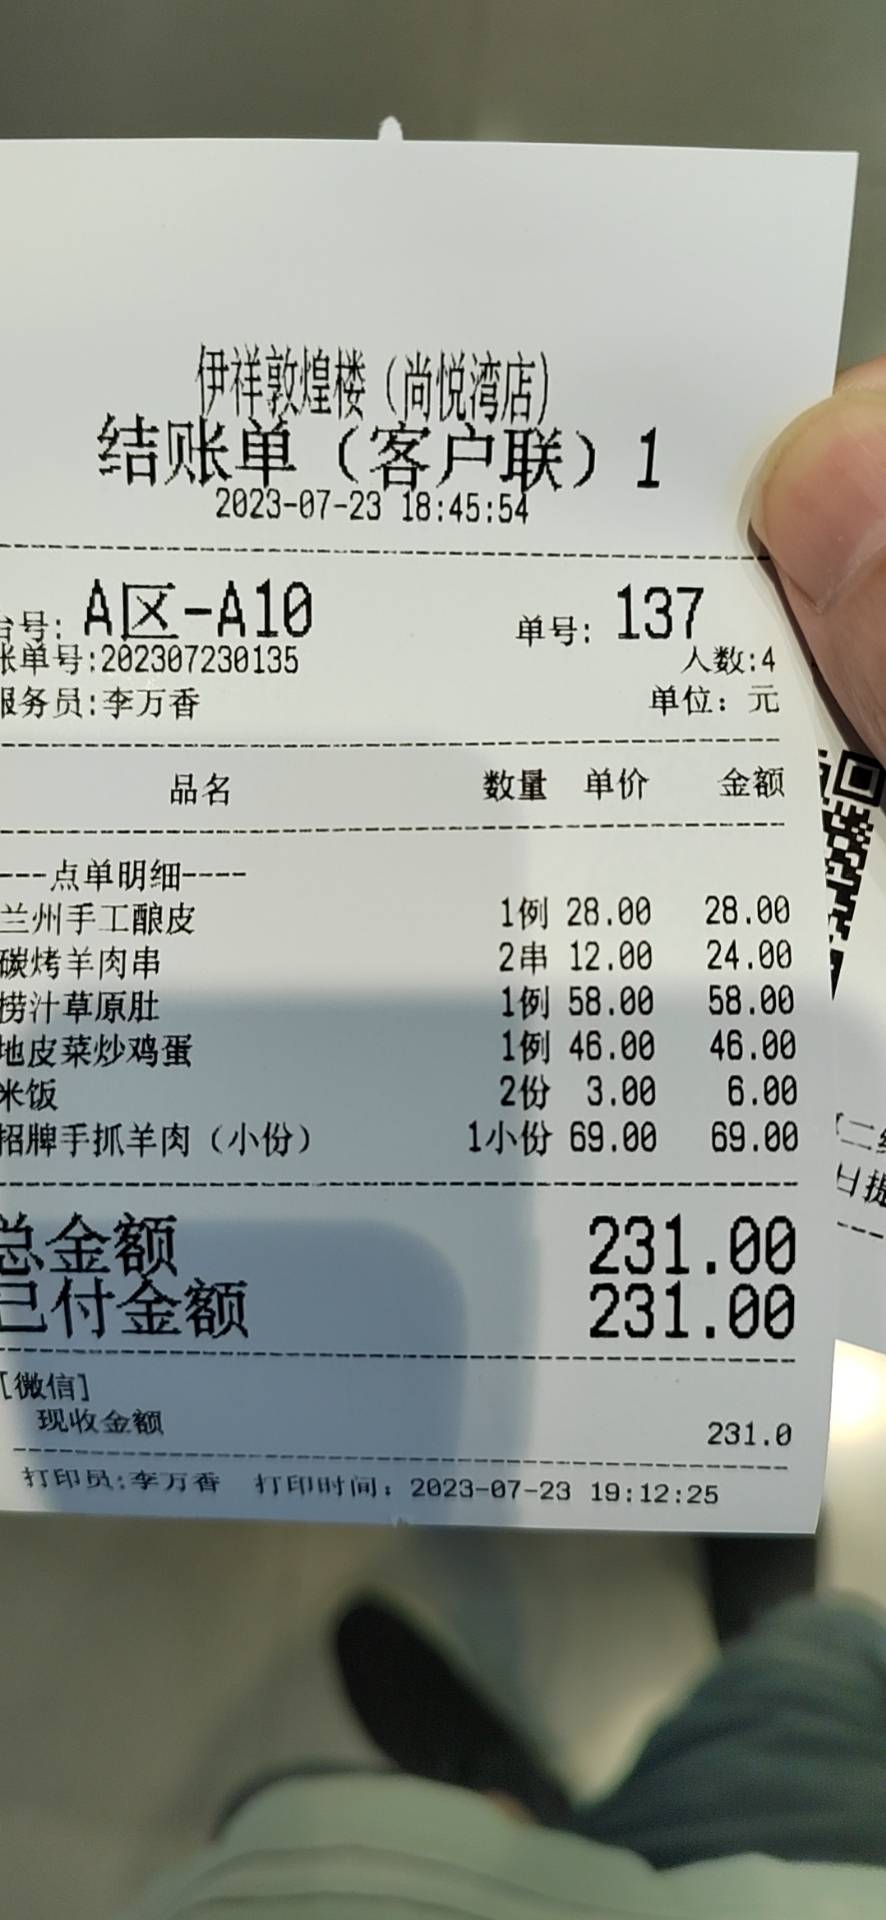 伊祥敦煌楼（尚悦湾店）
结账单（客户联）1
2023-07-23 18:45:54
台号: A区-A10 单号: 137
账单号:202307230135 人数:4
服务员:李万香 单位: 元
品名 数量 单价 金额
---点单明细----
兰州手工酿皮 1例 28.00 28.00
碳烤羊肉串 2串 12.00 24.00
捞汁草原肚 1例 58.00 58.00
地皮菜炒鸡蛋 1例 46.00 46.00
米饭 2份 3.00 6.00
招牌手抓羊肉（小份） 1小份 69.00 69.00
总金额 231.00
已付金额 231.00
[微信]
现收金额 231.0
打印员:李万香 打印时间: 2023-07-23 19:12:25